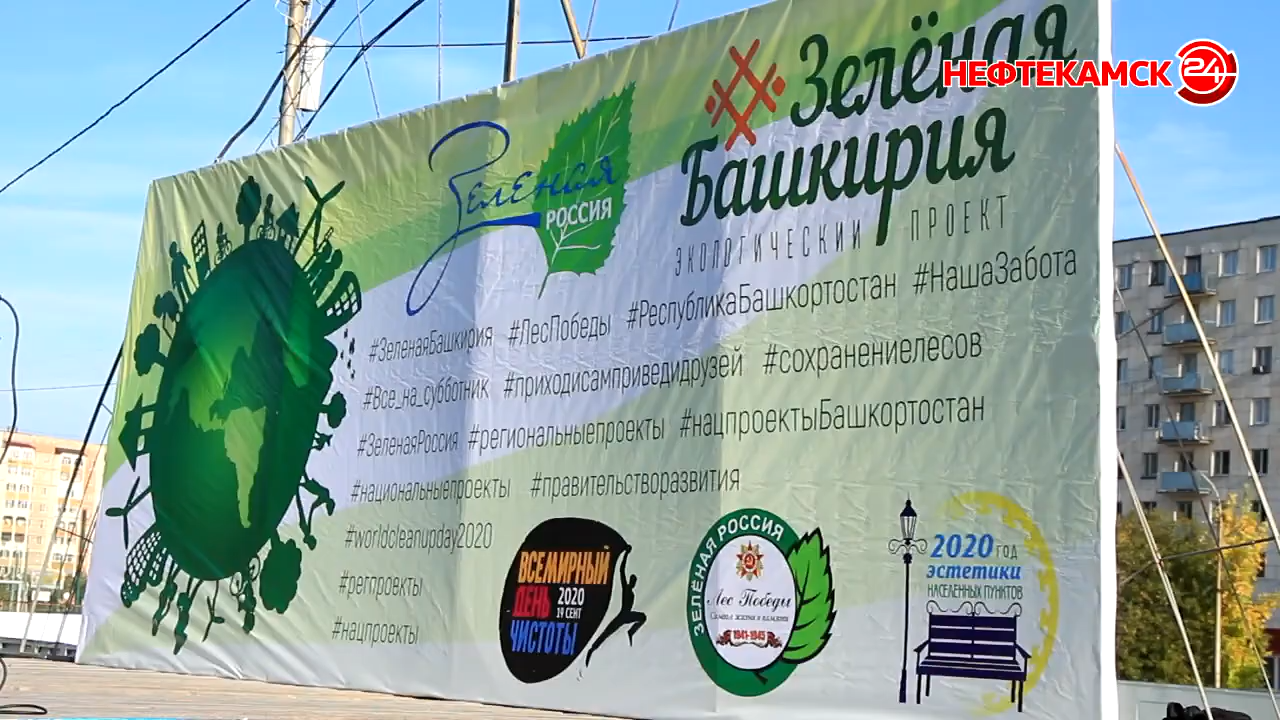 НЕФТЕКАМСК 24
Зелёная
Башкирия
ЭКОЛОГИЧЕСКИЙ ПРОЕКТ
Зеленая
РОССИЯ
#ЗеленаяБашкирия #ЛесПобеды #РеспубликаБашкортостан #НашаЗабота
#Все_на_субботник #приходисамприведидрузей #сохранениелесов
#ЗеленаяРоссия #региональныепроекты #нацпроектыБашкортостан
#национальныепроекты #правительстворазвития
#worldcleanupday2020
#регпроекты
#нацпроекты
ВСЕМИРНЫЙ
ДЕНЬ 2020
19 СЕНТ
ЧИСТОТЫ
ЗЕЛЁНАЯ РОССИЯ
Лес Победы
1941-1945
2020 ГОД
эстетики
НАСЕЛЕННЫХ ПУНКТОВ